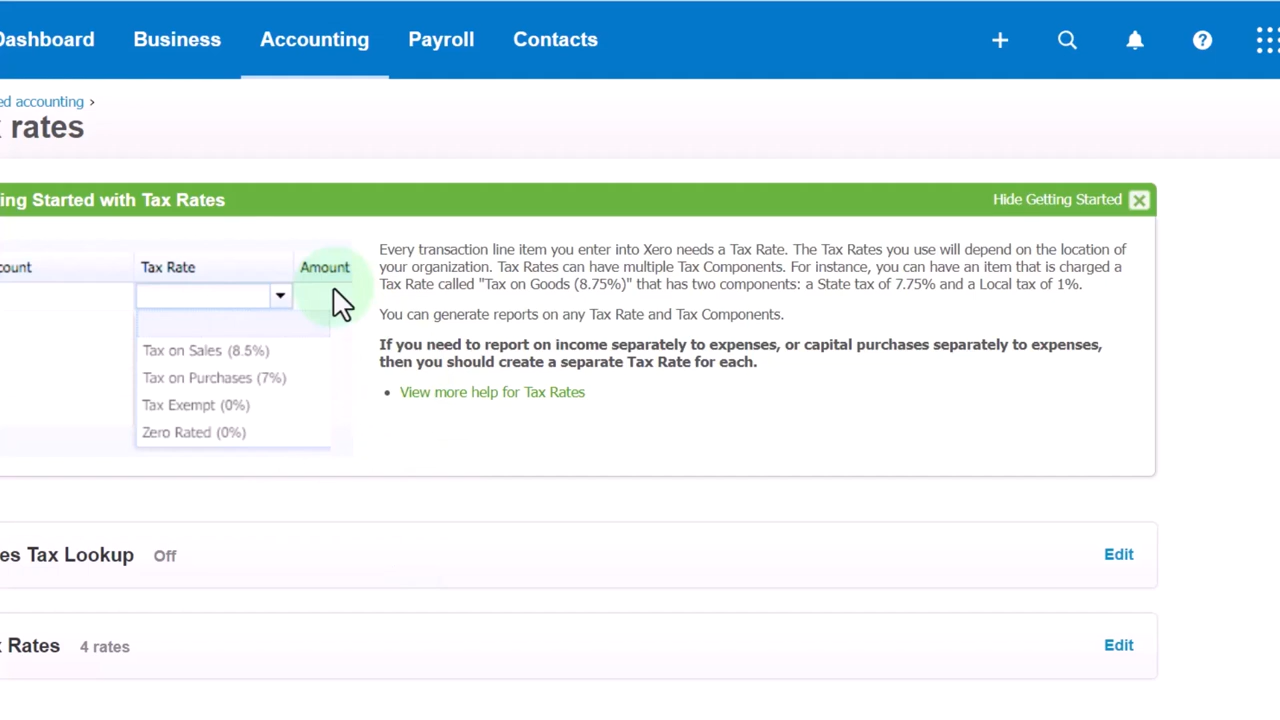 Dashboard Business Accounting Payroll Contacts
ed accounting ›
rates
ing Started with Tax Rates Hide Getting Started
count Tax Rate Amount
Tax on Sales (8.5%)
Tax on Purchases (7%)
Tax Exempt (0%)
Zero Rated (0%)
Every transaction line item you enter into Xero needs a Tax Rate. The Tax Rates you use will depend on the location of
your organization. Tax Rates can have multiple Tax Components. For instance, you can have an item that is charged a
Tax Rate called "Tax on Goods (8.75%)" that has two components: a State tax of 7.75% and a Local tax of 1%.
You can generate reports on any Tax Rate and Tax Components.
If you need to report on income separately to expenses, or capital purchases separately to expenses,
then you should create a separate Tax Rate for each.
• View more help for Tax Rates
es Tax Lookup Off Edit
Rates 4 rates Edit